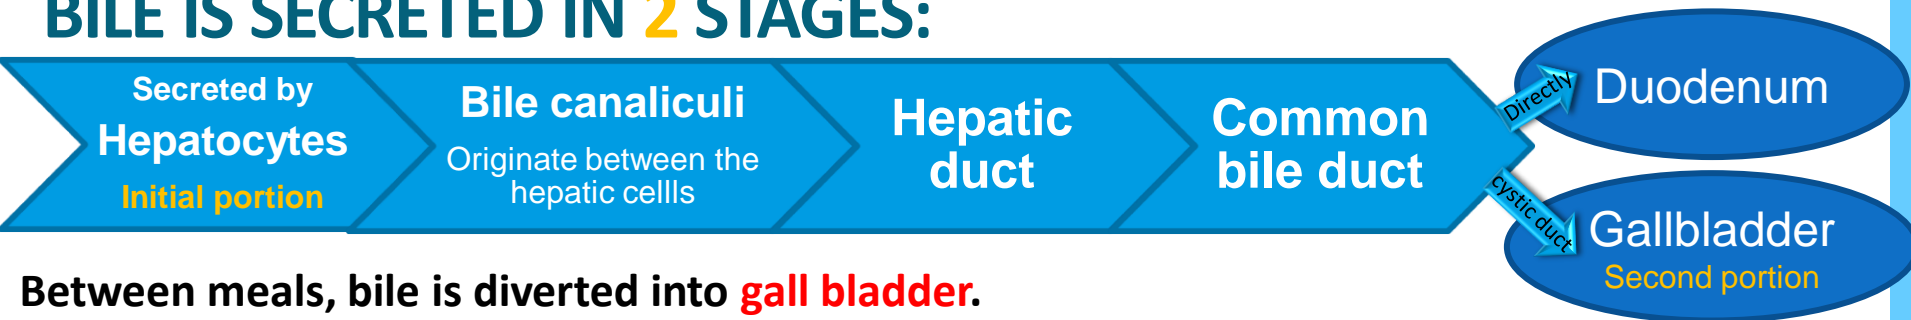 BILE IS SECRETED IN 2 STAGES:
Secreted by
Hepatocytes
Initial portion
Bile canaliculi
Originate between the
hepatic cellls
Hepatic
duct
Common
bile duct
Directly
Duodenum
cystic duct
Gallbladder
Second portion
Between meals, bile is diverted into gall bladder.